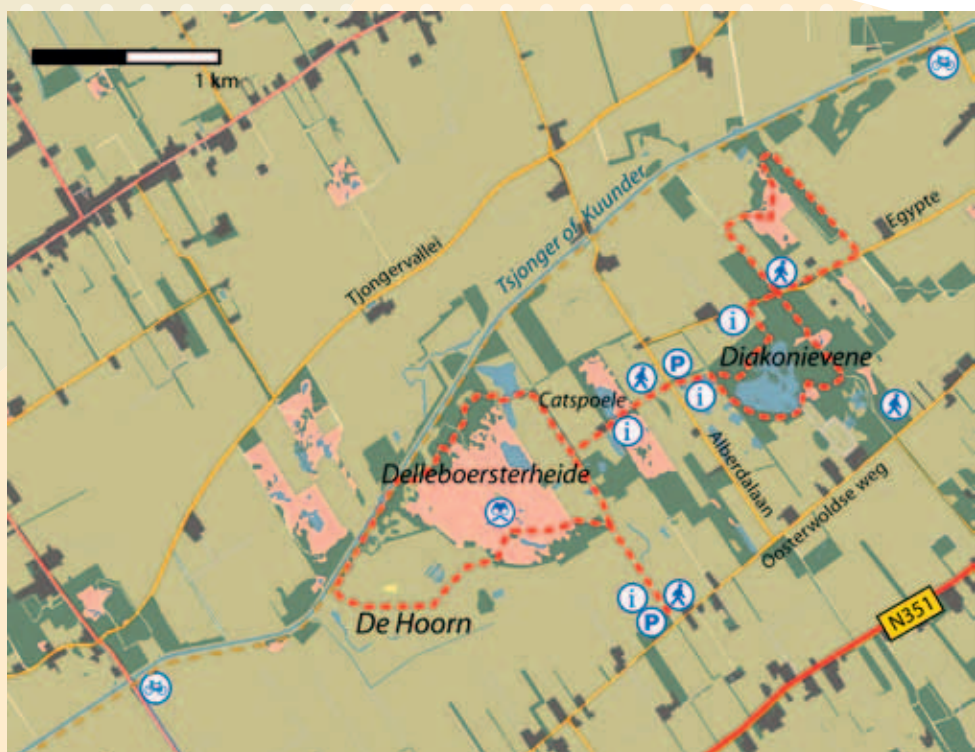 1 km
Tsjonger of Kuunder
Egypte
Tjongervallei
i
P
Diakonievene
Catspoele
i
i
Alberdalaan
Delleboersterheide
Oosterwoldse weg
i
P
De Hoorn
N351